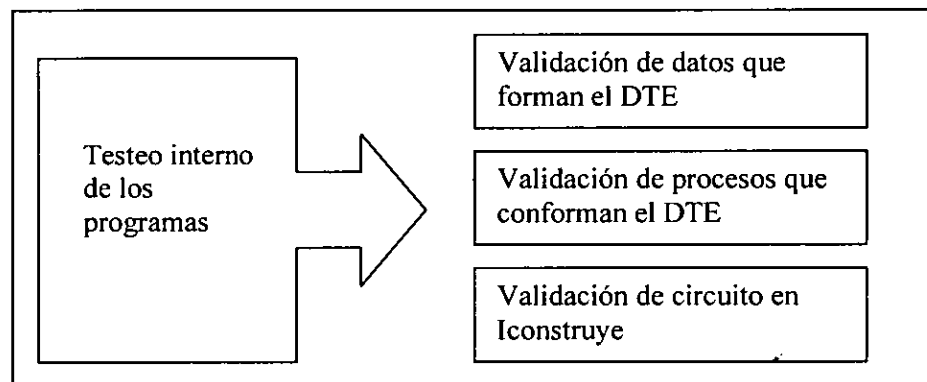 Testeo interno
de los
programas
Validación de datos que
forman el DTE
Validación de procesos que
conforman el DTE
Validación de circuito en
Iconstruye